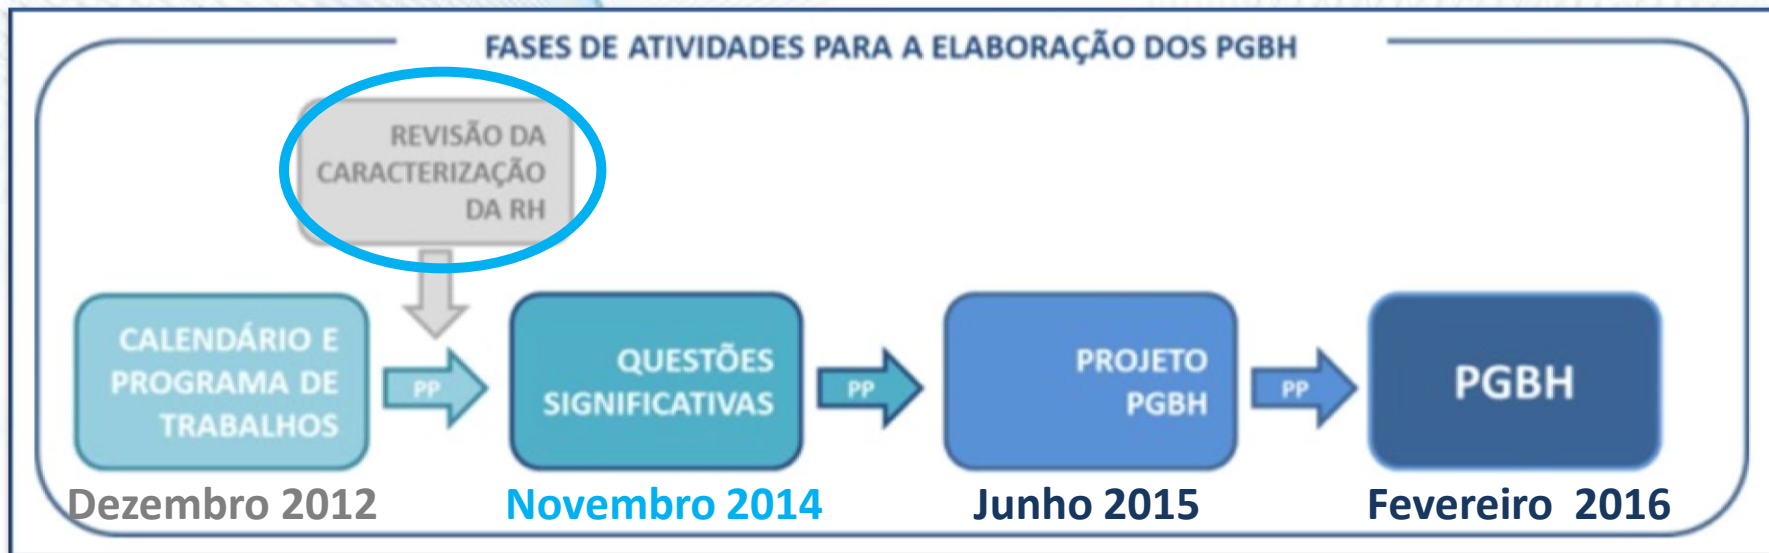 FASES DE ATIVIDADES PARA A ELABORAÇÃO DOS PGBH
REVISÃO DA
CARACTERIZAÇÃO
DA RH
CALENDÁRIO E
PROGRAMA DE
TRABALHOS
PP
QUESTÕES
SIGNIFICATIVAS
PP
PROJETO
PGBH
PP
PGBH
Dezembro 2012
Novembro 2014
Junho 2015
Fevereiro 2016